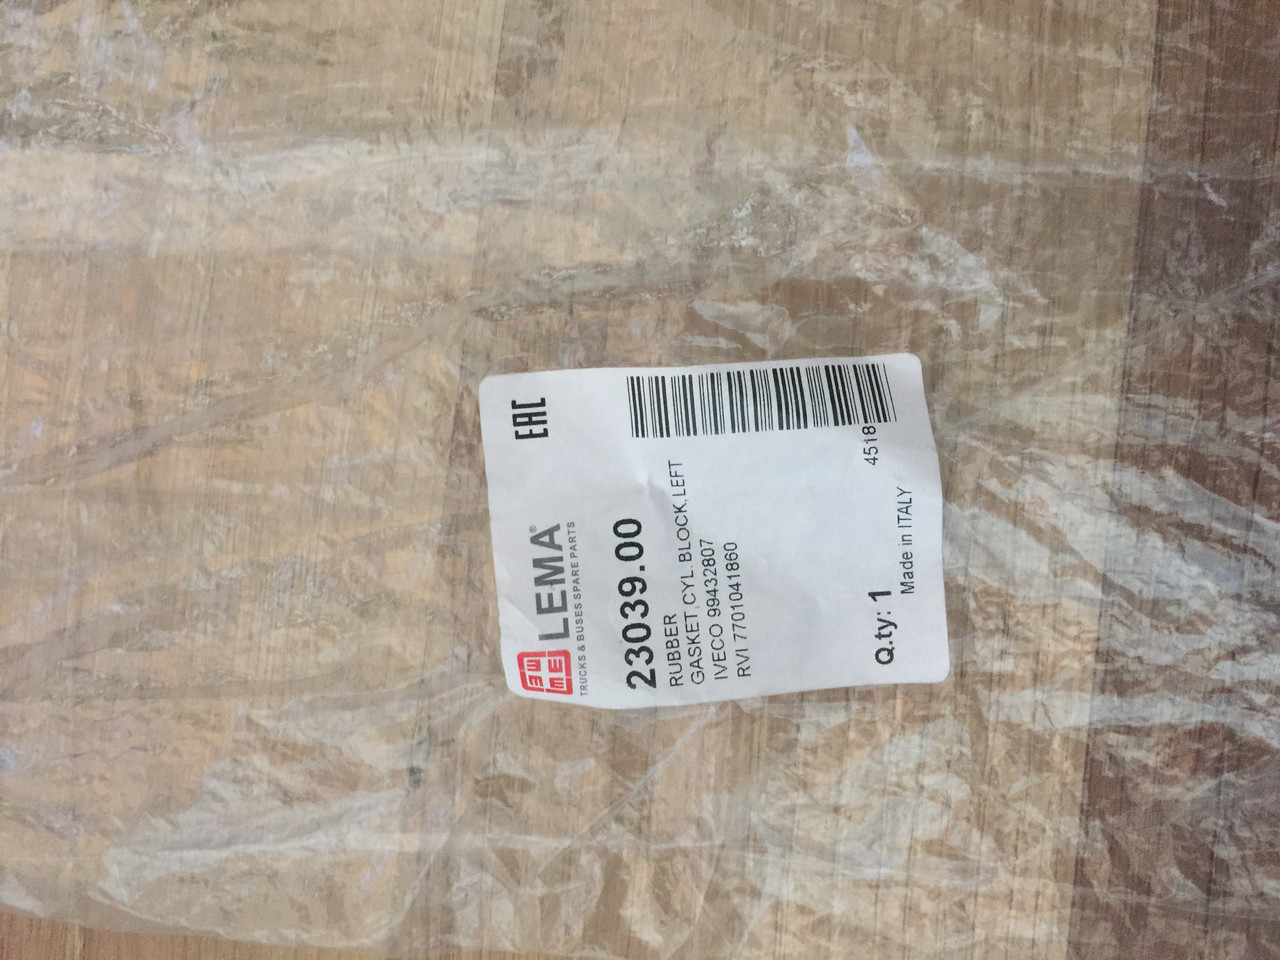 LEMA®
EAC
TRUCKS & BUSES SPARE PARTS
23039.00
RUBBER
GASKET,CYL.BLOCK,LEFT
IVECO 99432807
RVI 7701041860
Q.ty: 1
Made in ITALY
4518